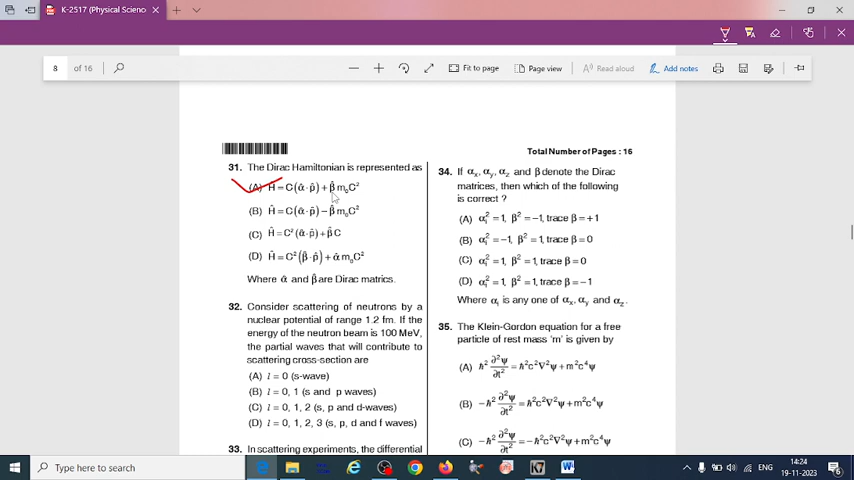 K-2517 (Physical Scienc
8 of 16
Fit to page
Page view
Read aloud
Add notes
Total Number of Pages : 16
31. The Dirac Hamiltonian is represented as
(A) Ĥ = C(α̂ · p̂) + β̂ m₀C²
(B) Ĥ = C(α̂ · p̂) − β̂ m₀C²
(C) Ĥ = C²(α̂ · p̂) + β̂ C
(D) Ĥ = C²(β̂ · p̂) + α̂ m₀C²
Where α̂ and β̂ are Dirac matrics.
32. Consider scattering of neutrons by a
nuclear potential of range 1.2 fm. If the
energy of the neutron beam is 100 MeV,
the partial waves that will contribute to
scattering cross-section are
(A) l = 0 (s-wave)
(B) l = 0, 1 (s and p waves)
(C) l = 0, 1, 2 (s, p and d-waves)
(D) l = 0, 1, 2, 3 (s, p, d and f waves)
33. In scattering experiments, the differential
34. If αx, αy, αz and β denote the Dirac
matrices, then which of the following
is correct ?
(A) αᵢ² = 1, β² = −1, trace β = +1
(B) αᵢ² = −1, β² = 1, trace β = 0
(C) αᵢ² = 1, β² = 1, trace β = 0
(D) αᵢ² = 1, β² = 1, trace β = −1
Where αᵢ is any one of αx, αy and αz.
35. The Klein-Gordon equation for a free
particle of rest mass 'm' is given by
(A) ℏ² ∂²ψ/∂t² = ℏ²c²∇²ψ + m²c⁴ψ
(B) −ℏ² ∂²ψ/∂t² = ℏ²c²∇²ψ + m²c⁴ψ
(C) −ℏ² ∂²ψ/∂t² = −ℏ²c²∇²ψ + m²c⁴ψ
Type here to search
ENG
14:24
19-11-2023